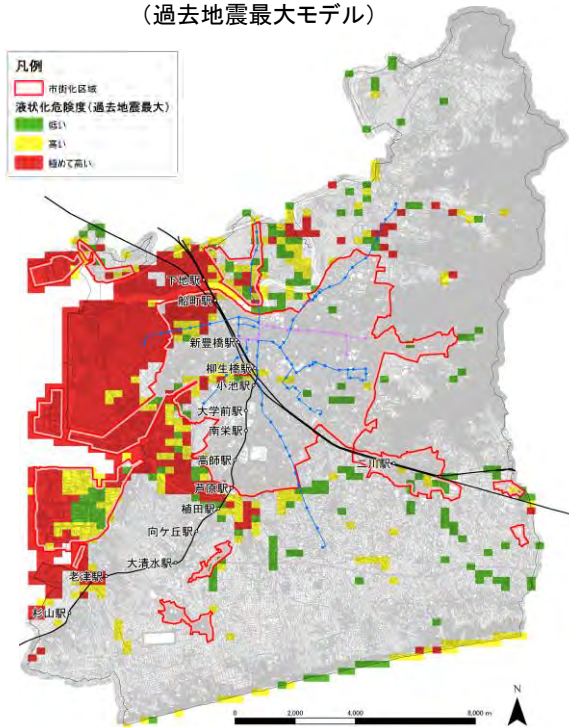 （過去地震最大モデル）
凡例
市街化区域
液状化危険度（過去地震最大）
低い
高い
極めて高い
下地駅
船町駅
新豊橋駅
柳生橋駅
小池駅
大学前駅
南栄駅
高師駅
二川駅
芦原駅
植田駅
向ケ丘駅
大清水駅
老津駅
杉山駅
0 2,000 4,000 8,000 m
N